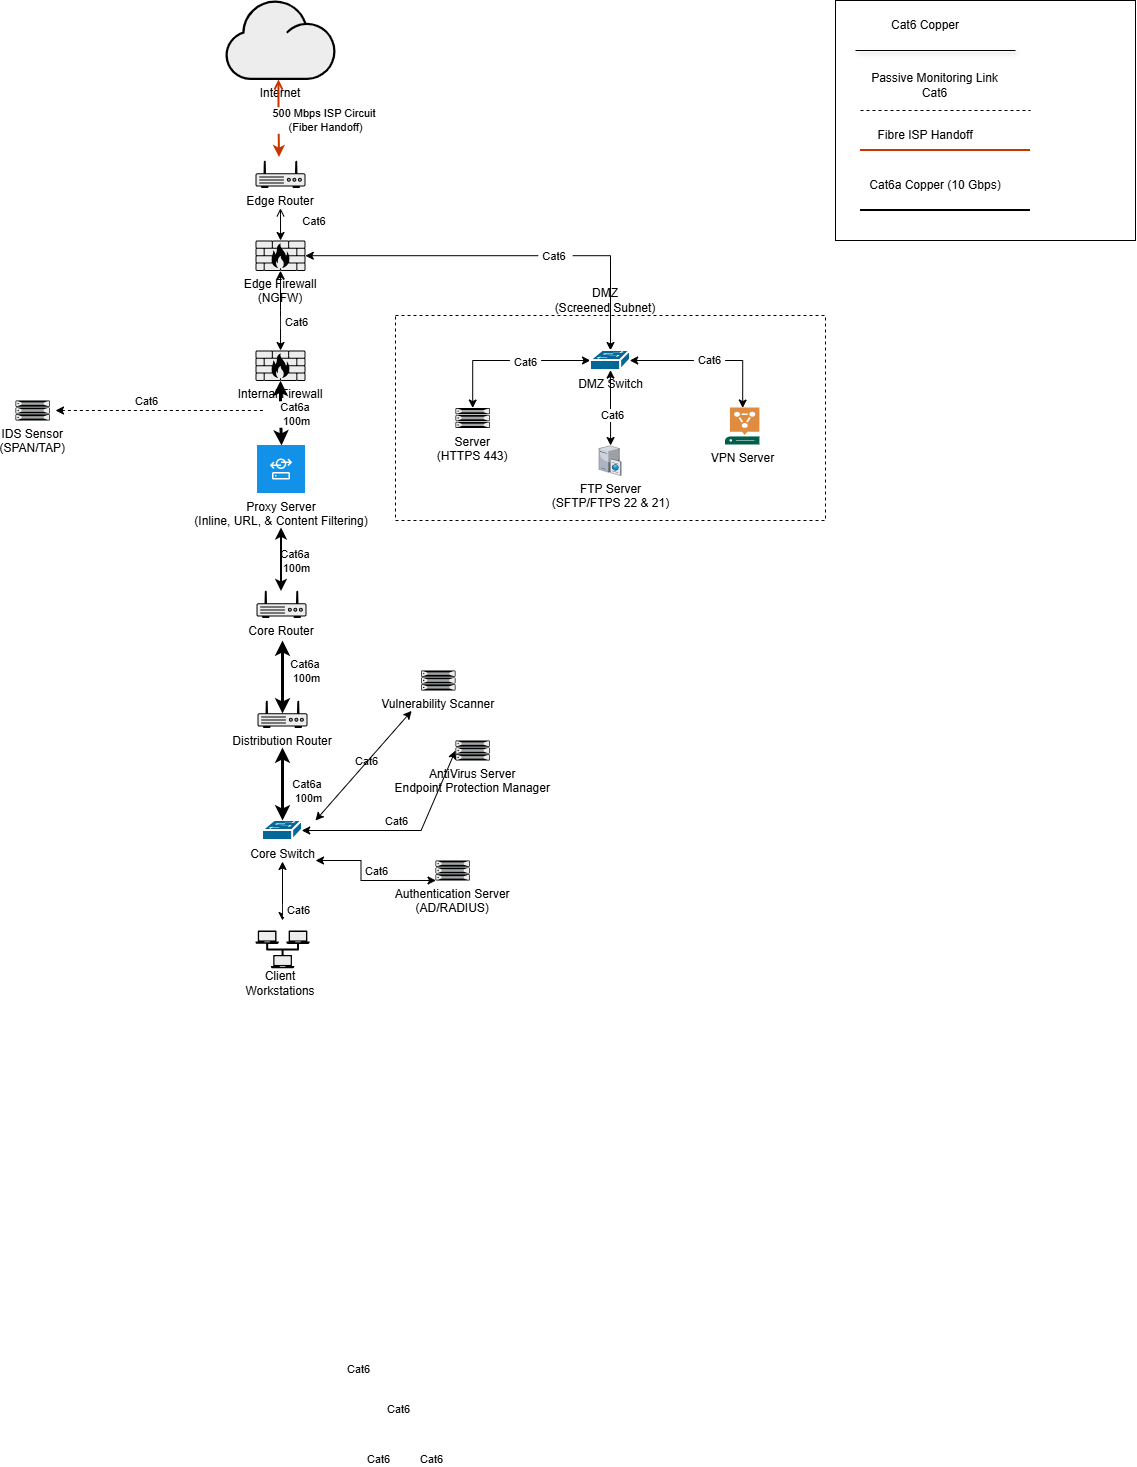 Cat6 Copper
Passive Monitoring Link
Cat6
Fibre ISP Handoff
Cat6a Copper (10 Gbps)
Internet
500 Mbps ISP Circuit
(Fiber Handoff)
Edge Router
Cat6
Edge Firewall
(NGFW)
Cat6
Cat6
DMZ
(Screened Subnet)
Internal Firewall
Cat6
IDS Sensor
(SPAN/TAP)
Cat6a
100m
Cat6
Cat6
DMZ Switch
Cat6
Server
(HTTPS 443)
VPN Server
FTP Server
(SFTP/FTPS 22 & 21)
Proxy Server
(Inline, URL, & Content Filtering)
Cat6a
100m
Core Router
Cat6a
100m
Vulnerability Scanner
Distribution Router
Cat6
AntiVirus Server
Endpoint Protection Manager
Cat6a
100m
Cat6
Core Switch
Cat6
Authentication Server
(AD/RADIUS)
Cat6
Client
Workstations
Cat6
Cat6
Cat6
Cat6